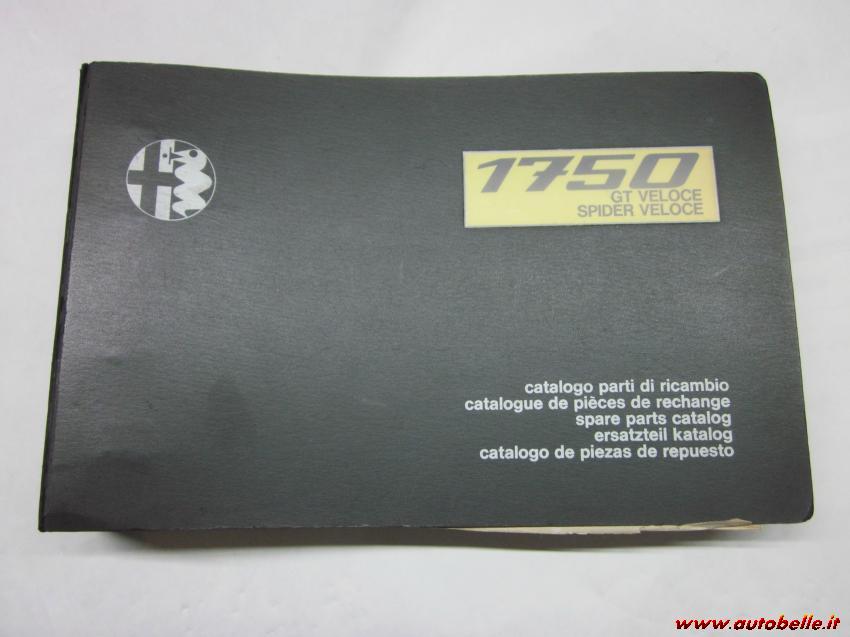 1750
GT VELOCE
SPIDER VELOCE
catalogo parti di ricambio
catalogue de pièces de rechange
spare parts catalog
ersatzteil katalog
catalogo de piezas de repuesto
www.autobelle.it